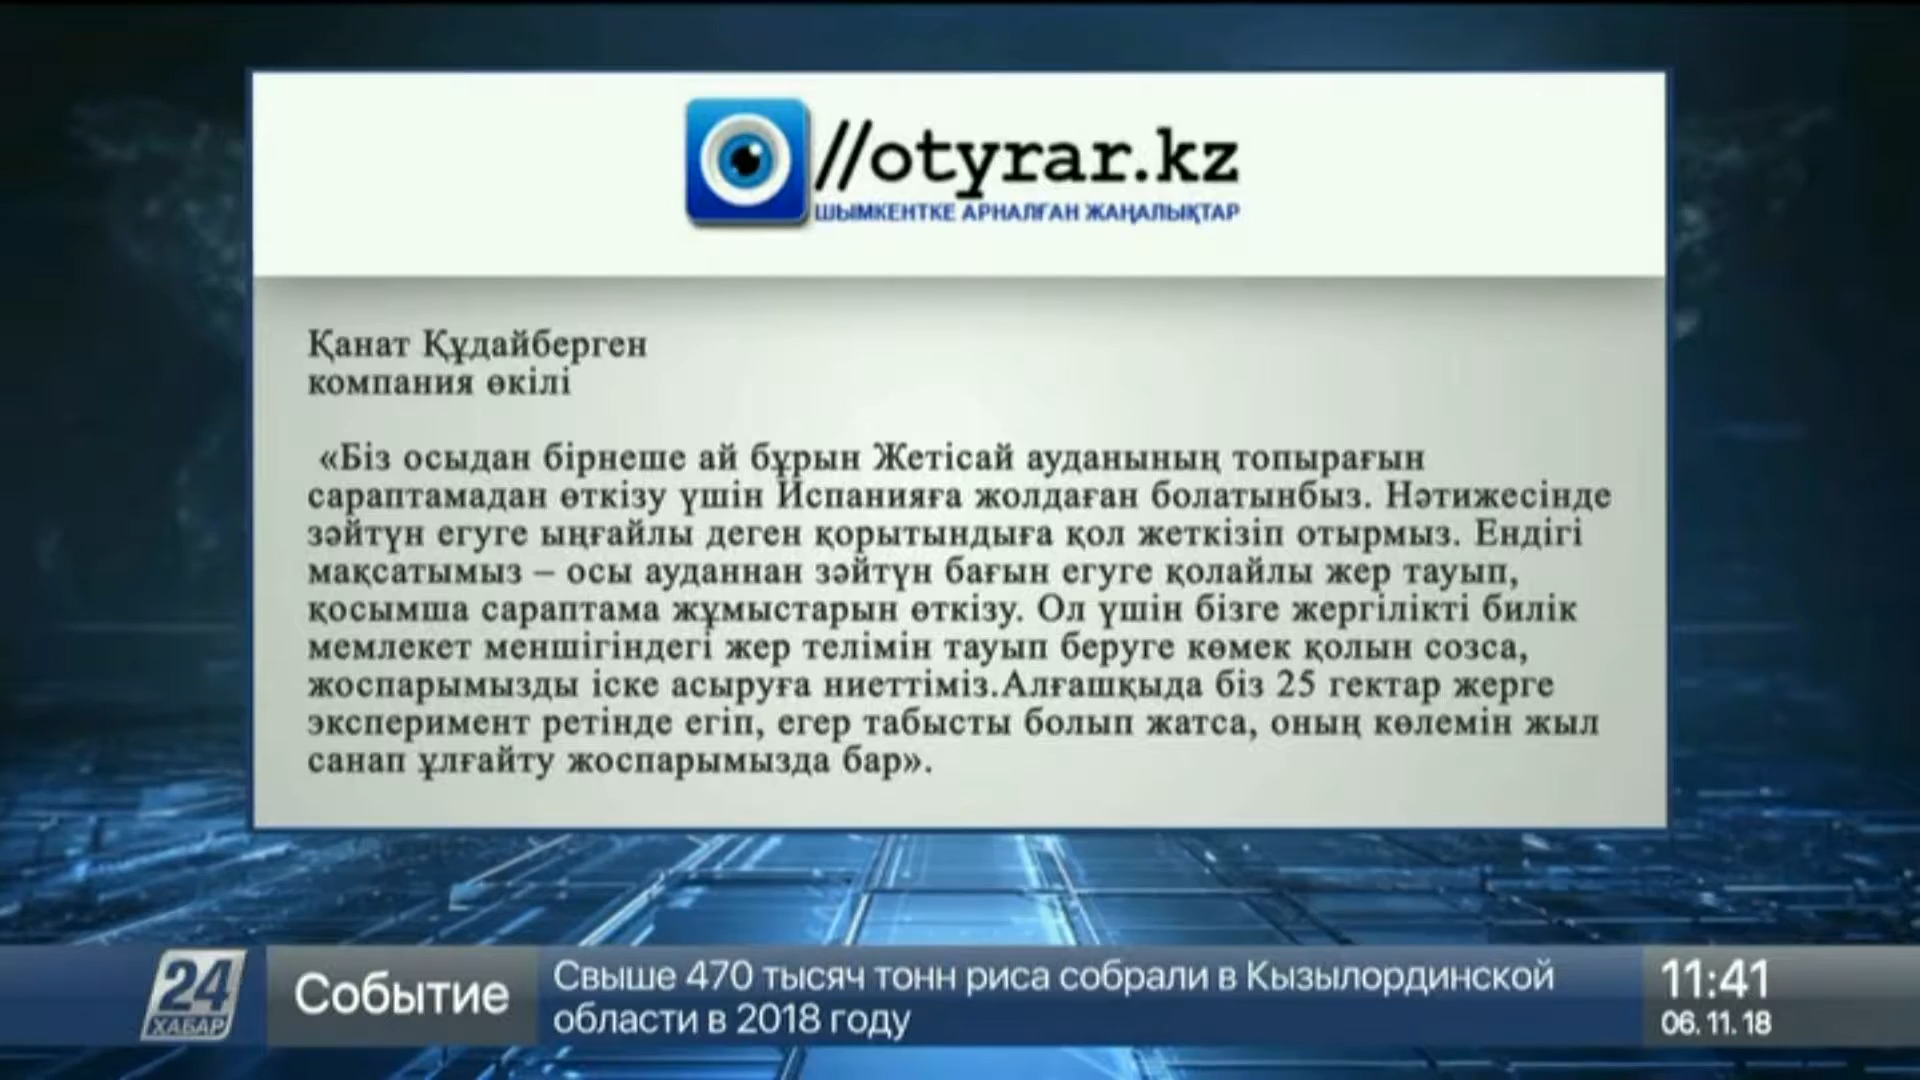 //otyrar.kz
ШЫМКЕНТКЕ АРНАЛҒАН ЖАҢАЛЫҚТАР
Қанат Құдайберген
компания өкілі
«Біз осыдан бірнеше ай бұрын Жетісай ауданының топырағын
сараптамадан өткізу үшін Испанияға жолдаған болатынбыз. Нәтижесінде
зәйтүн егуге ыңғайлы деген қорытындыға қол жеткізіп отырмыз. Ендігі
мақсатымыз – осы ауданнан зәйтүн бағын егуге қолайлы жер тауып,
қосымша сараптама жұмыстарын өткізу. Ол үшін бізге жергілікті билік
мемлекет меншігіндегі жер телімін тауып беруге көмек қолын созса,
жоспарымызды іске асыруға ниеттіміз.Алғашқыда біз 25 гектар жерге
эксперимент ретінде егіп, егер табысты болып жатса, оның көлемін жыл
санап ұлғайту жоспарымызда бар».
24
ХАБАР
Событие
Свыше 470 тысяч тонн риса собрали в Кызылординской
области в 2018 году
11:41
06.11.18